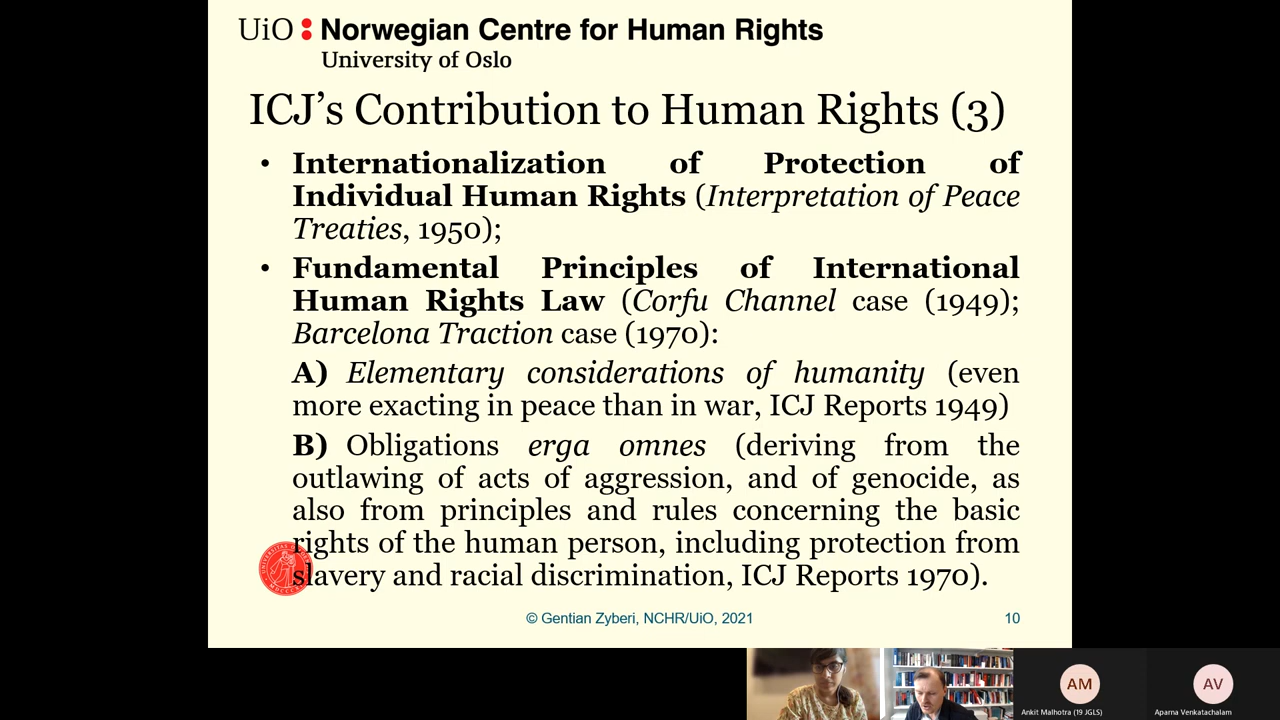 UiO : Norwegian Centre for Human Rights
University of Oslo
ICJ’s Contribution to Human Rights (3)
• Internationalization of Protection of
Individual Human Rights (Interpretation of Peace
Treaties, 1950);
• Fundamental Principles of International
Human Rights Law (Corfu Channel case (1949);
Barcelona Traction case (1970):
A) Elementary considerations of humanity (even
more exacting in peace than in war, ICJ Reports 1949)
B) Obligations erga omnes (deriving from the
outlawing of acts of aggression, and of genocide, as
also from principles and rules concerning the basic
rights of the human person, including protection from
slavery and racial discrimination, ICJ Reports 1970).
© Gentian Zyberi, NCHR/UiO, 2021
10
AM
AV
Ankit Malhotra (19 JGLS)
Aparna Venkatachalam